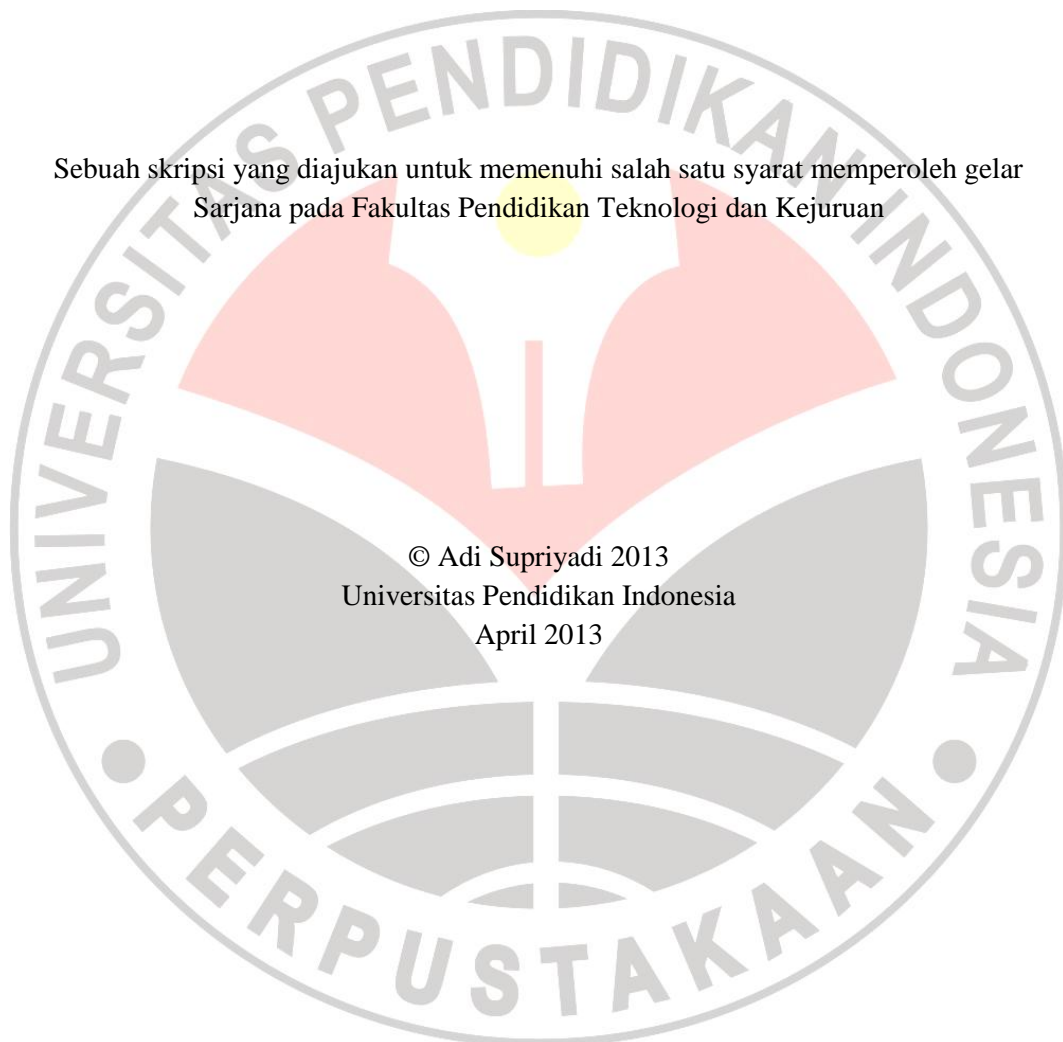 UNIVERSITAS PENDIDIKAN INDONESIA
Sebuah skripsi yang diajukan untuk memenuhi salah satu syarat memperoleh gelar
Sarjana pada Fakultas Pendidikan Teknologi dan Kejuruan
© Adi Supriyadi 2013
Universitas Pendidikan Indonesia
April 2013
PERPUSTAKAAN